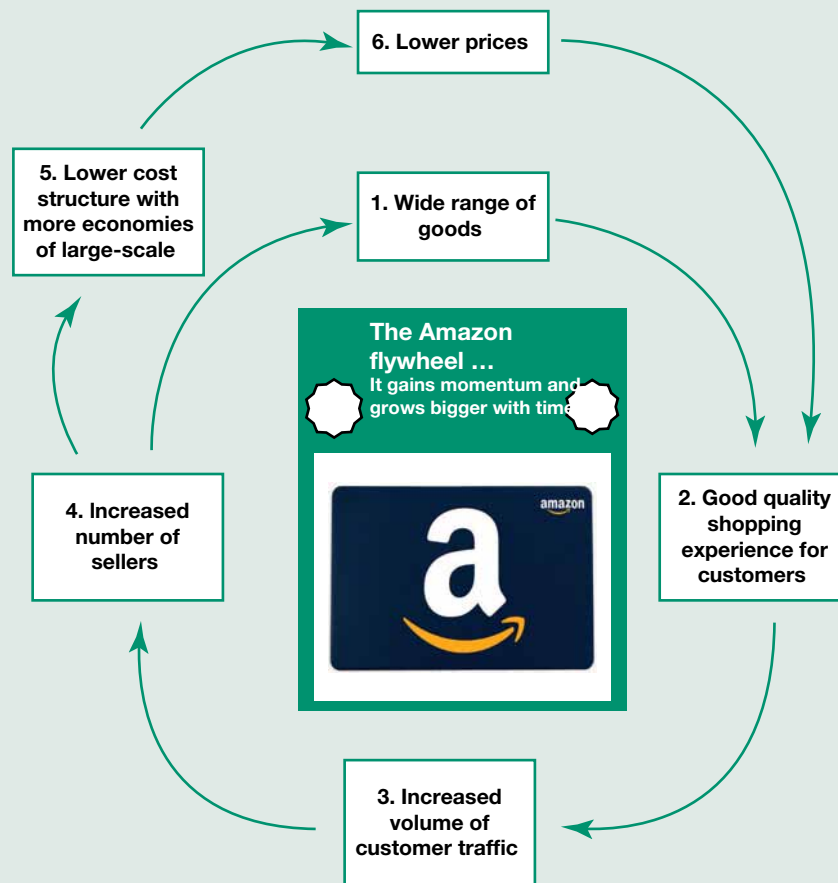 6. Lower prices
5. Lower cost
structure with
more economies
of large-scale
1. Wide range of
goods
The Amazon
flywheel ...
It gains momentum and
grows bigger with time
amazon
a
4. Increased
number of
sellers
2. Good quality
shopping
experience for
customers
3. Increased
volume of
customer traffic